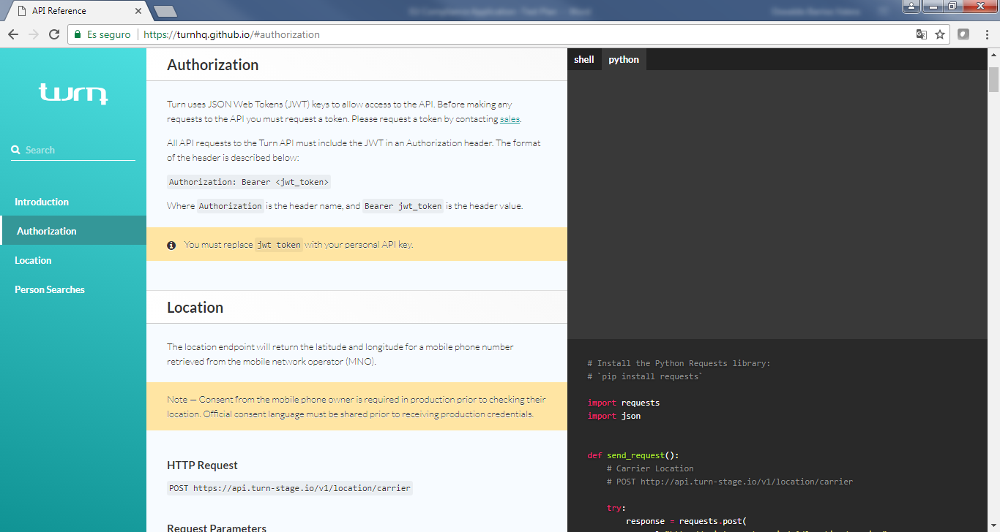 API Reference
Es seguro
https://turnhq.github.io/#authorization
turn
Search
Introduction
Authorization
Location
Person Searches
Authorization
Turn uses JSON Web Tokens (JWT) keys to allow access to the API. Before making any
requests to the API you must request a token. Please request a token by contacting sales.
All API requests to the Turn API must include the JWT in an Authorization header. The format
of the header is described below:
Authorization: Bearer <jwt_token>
Where Authorization is the header name, and Bearer jwt_token is the header value.
You must replace jwt token with your personal API key.
Location
The location endpoint will return the latitude and longitude for a mobile phone number
retrieved from the mobile network operator (MNO).
Note — Consent from the mobile phone owner is required in production prior to checking their
location. Official consent language must be shared prior to receiving production credentials.
HTTP Request
POST https://api.turn-stage.io/v1/location/carrier
Request Parameters
shell
python
# Install the Python Requests library:
# `pip install requests`
import requests
import json
def send_request():
# Carrier Location
# POST http://api.turn-stage.io/v1/location/carrier
try:
response = requests.post(